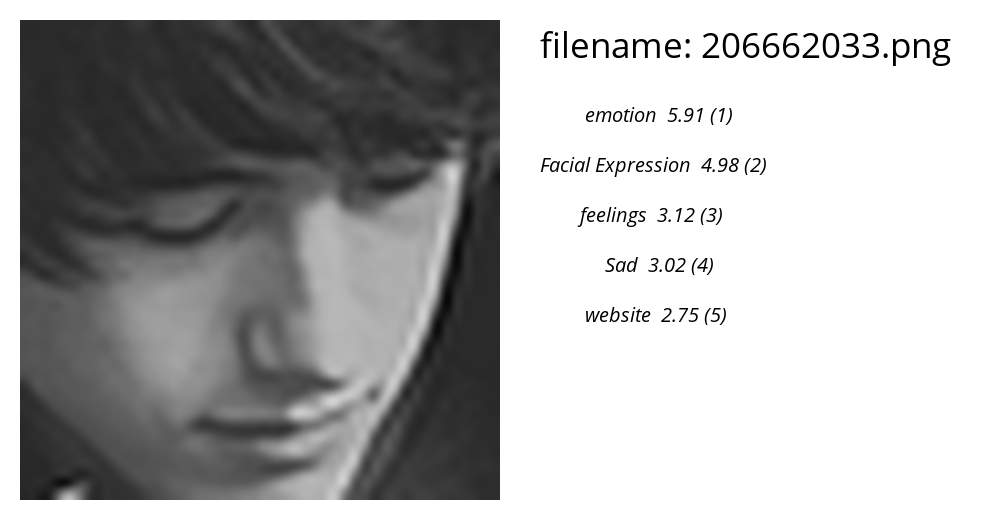 filename: 206662033.png
emotion 5.91 (1)
Facial Expression 4.98 (2)
feelings 3.12 (3)
Sad 3.02 (4)
website 2.75 (5)